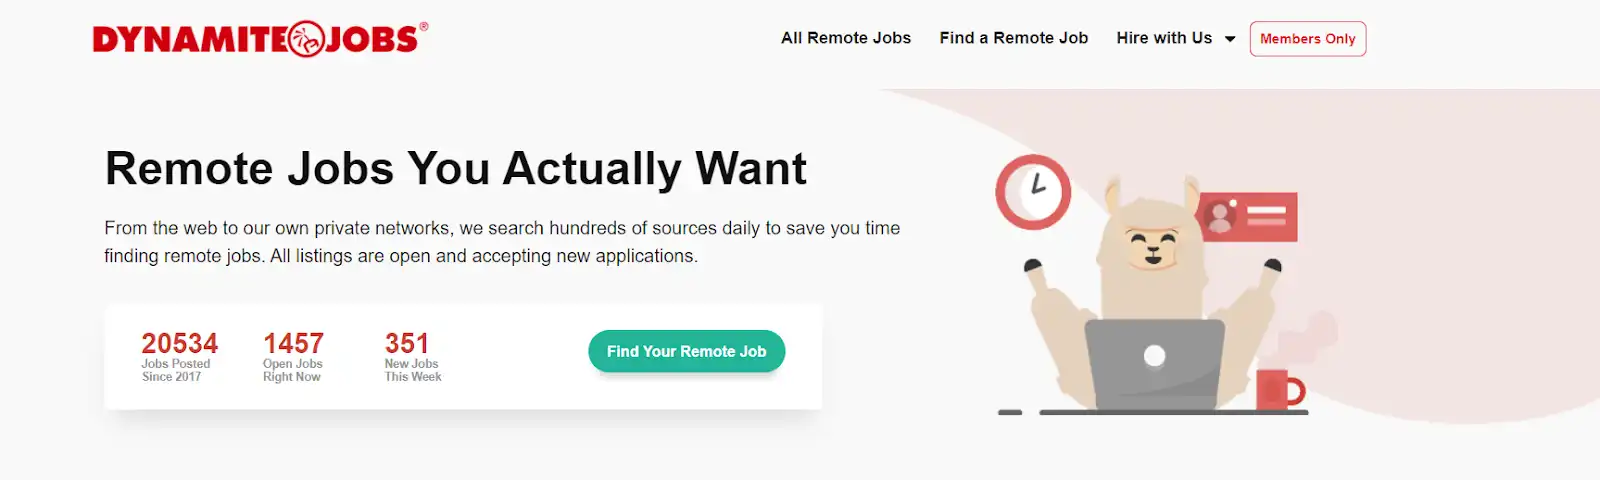 DYNAMITE JOBS®
All Remote Jobs Find a Remote Job Hire with Us Members Only
Remote Jobs You Actually Want
From the web to our own private networks, we search hundreds of sources daily to save you time
finding remote jobs. All listings are open and accepting new applications.
20534 1457 351
Jobs Posted Open Jobs New Jobs
Since 2017 Right Now This Week
Find Your Remote Job